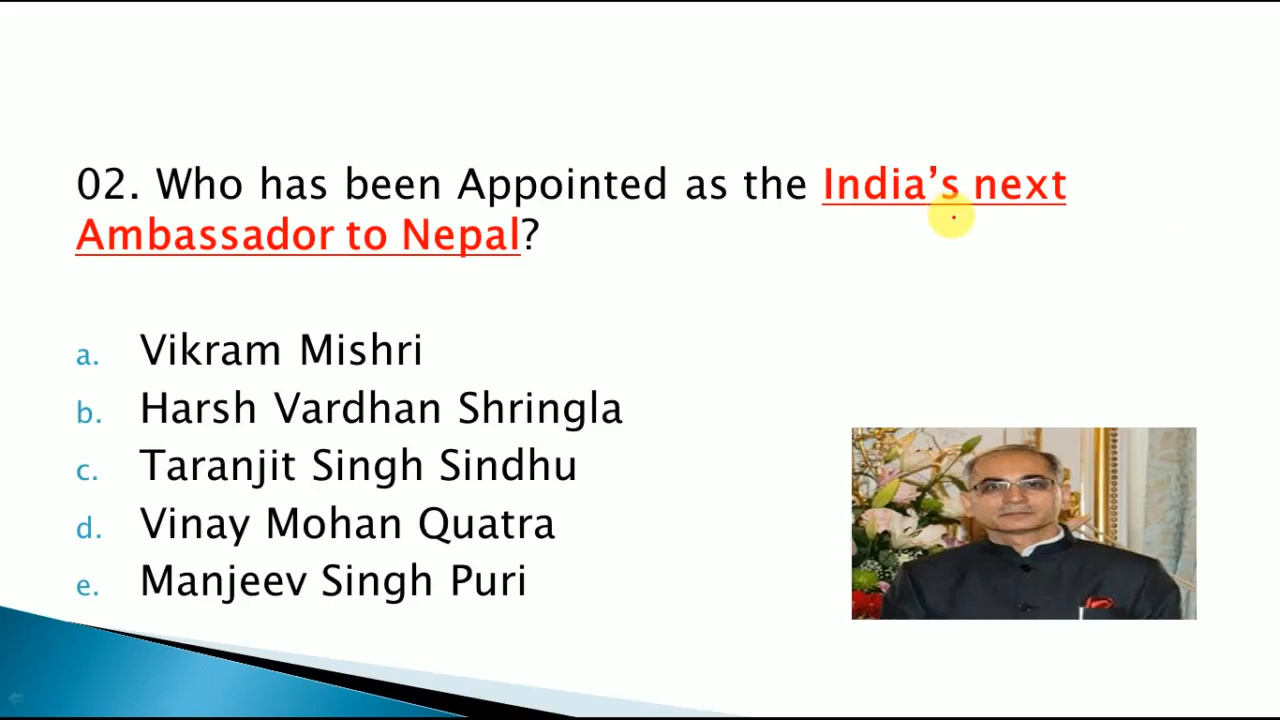 02. Who has been Appointed as the India’s next
Ambassador to Nepal?
a. Vikram Mishri
b. Harsh Vardhan Shringla
c. Taranjit Singh Sindhu
d. Vinay Mohan Quatra
e. Manjeev Singh Puri